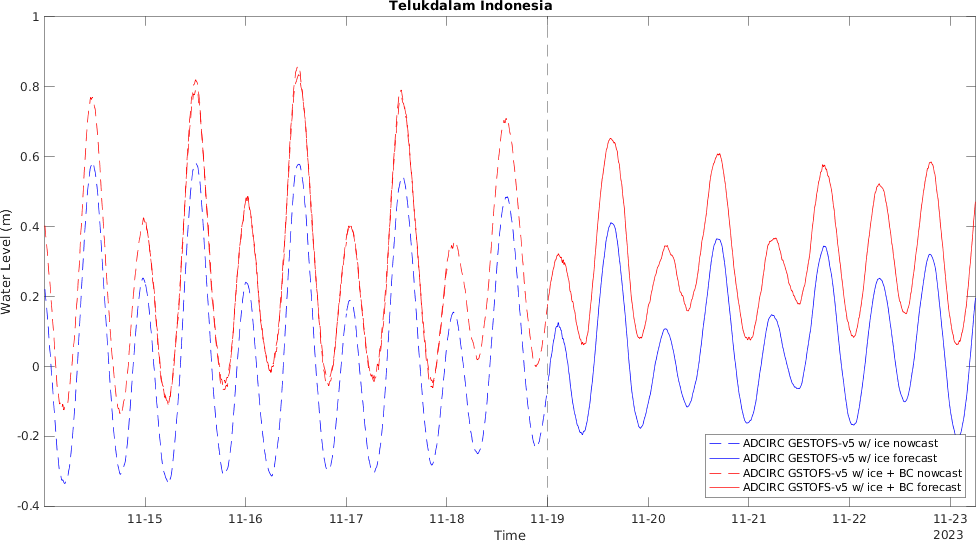 Telukdalam Indonesia
1
0.8
0.6
0.4
0.2
0
-0.2
-0.4
Water Level (m)
ADCIRC GESTOFS-v5 w/ ice nowcast
ADCIRC GESTOFS-v5 w/ ice forecast
ADCIRC GSTOFS-v5 w/ ice + BC nowcast
ADCIRC GSTOFS-v5 w/ ice + BC forecast
11-15 11-16 11-17 11-18 11-19 11-20 11-21 11-22 11-23
2023
Time